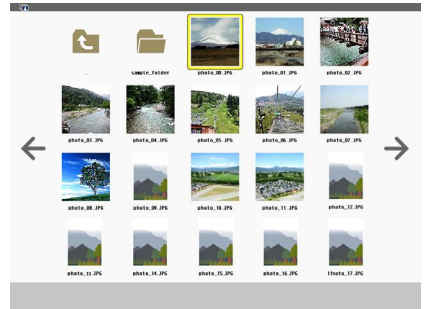 ..
sample_folder
photo_00.JPG
photo_01.JPG
photo_02.JPG
photo_03.JPG
photo_04.JPG
photo_05.JPG
photo_06.JPG
photo_07.JPG
photo_08.JPG
photo_09.JPG
photo_10.JPG
photo_11.JPG
photo_12.JPG
photo_13.JPG
photo_14.JPG
photo_15.JPG
photo_16.JPG
photo_17.JPG